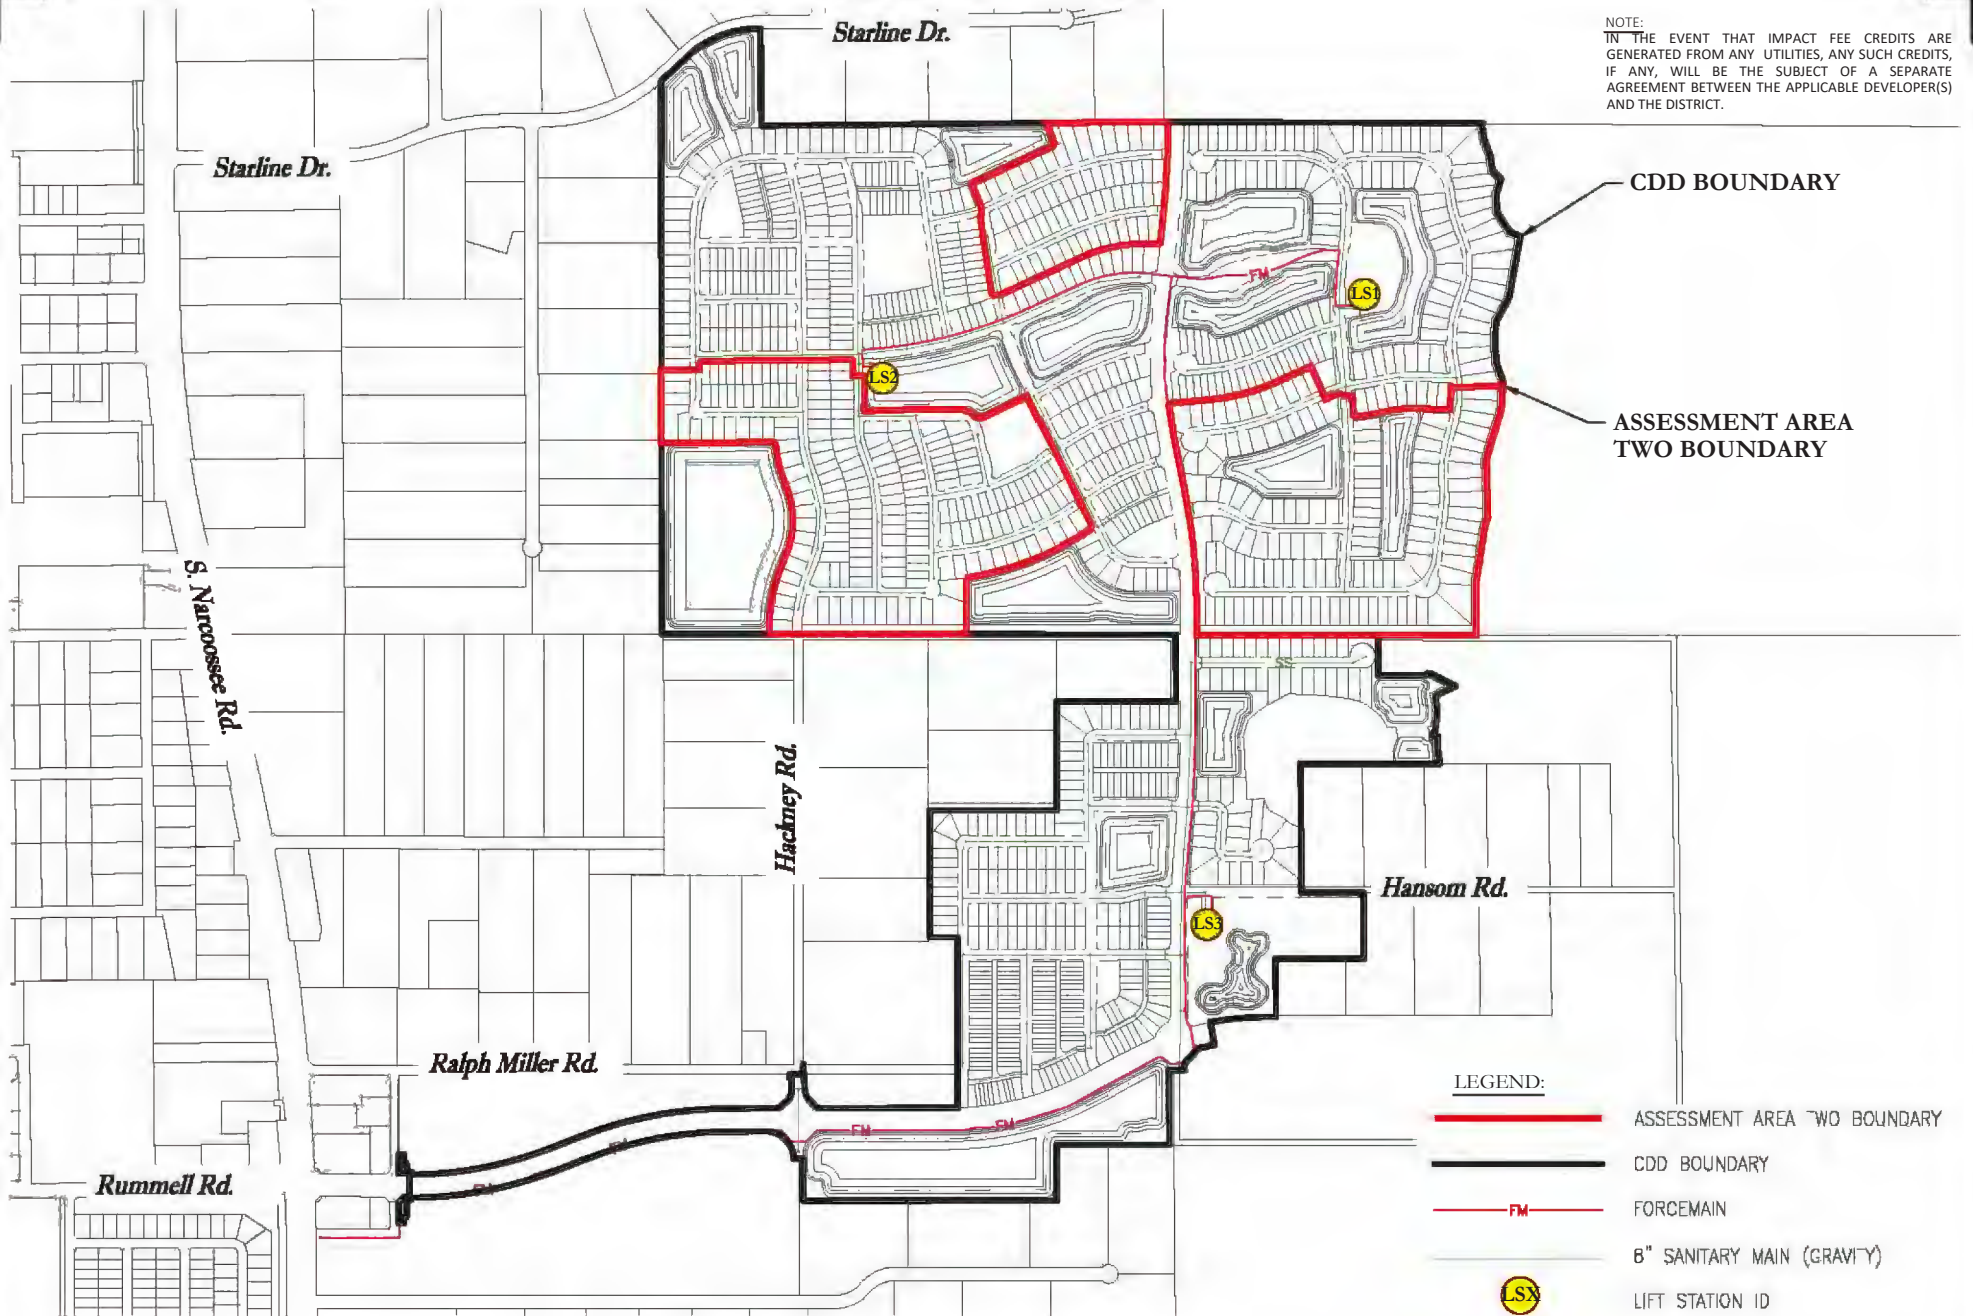 NOTE:
IN THE EVENT THAT IMPACT FEE CREDITS ARE
GENERATED FROM ANY UTILITIES, ANY SUCH CREDITS,
IF ANY, WILL BE THE SUBJECT OF A SEPARATE
AGREEMENT BETWEEN THE APPLICABLE DEVELOPER(S)
AND THE DISTRICT.
Starline Dr.
Starline Dr.
CDD BOUNDARY
FM
LS1
LS2
ASSESSMENT AREA
TWO BOUNDARY
S. Narcoossee Rd.
SS
Hackney Rd.
Hansom Rd.
LS3
Ralph Miller Rd.
FM
FM
FM
FM
Rummell Rd.
LEGEND:
ASSESSMENT AREA TWO BOUNDARY
CDD BOUNDARY
FM
FORCEMAIN
8" SANITARY MAIN (GRAVITY)
LSX
LIFT STATION ID